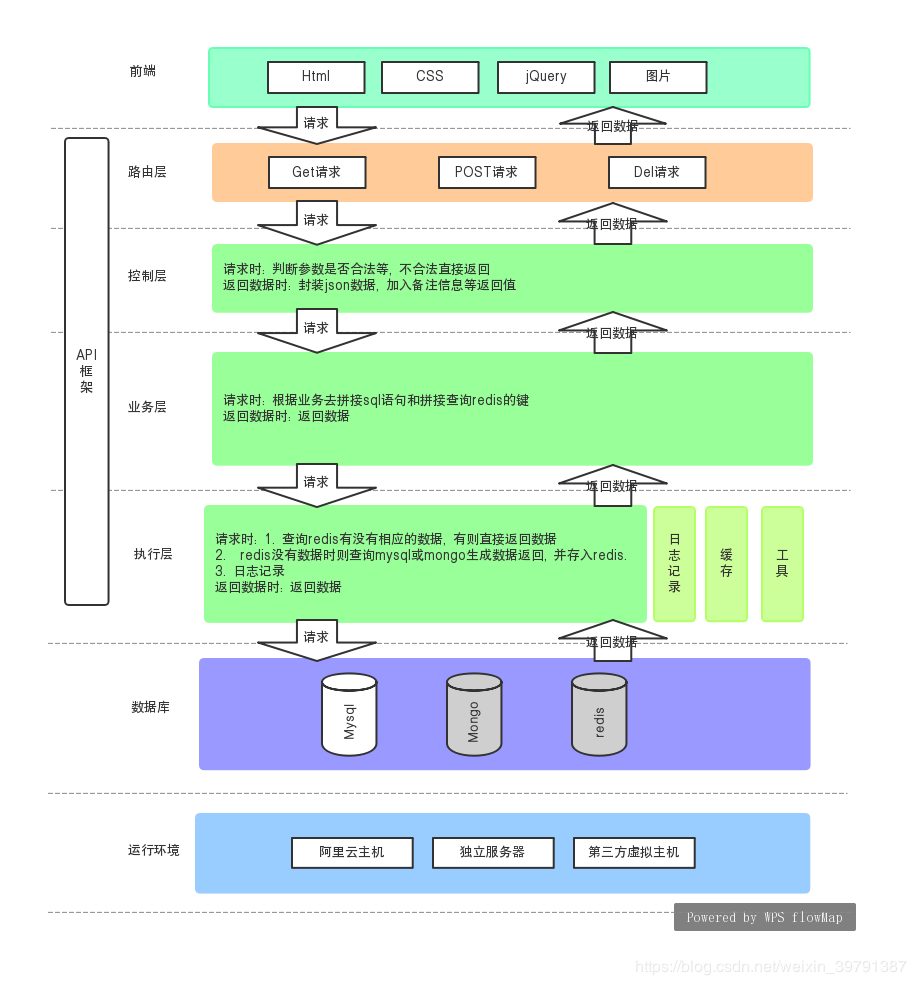 前端
Html
CSS
jQuery
图片
请求
返回数据
路由层
Get请求
POST请求
Del请求
请求
返回数据
控制层
请求时: 判断参数是否合法等, 不合法直接返回
返回数据时: 封装json数据, 加入备注信息等返回值
请求
返回数据
API
框
架
业务层
请求时: 根据业务去拼接sql语句和拼接查询redis的键
返回数据时: 返回数据
请求
返回数据
执行层
请求时: 1. 查询redis有没有相应的数据, 有则直接返回数据
2. redis没有数据时则查询mysql或mongo生成数据返回, 并存入redis.
3. 日志记录
返回数据时: 返回数据
日
志
记
录
缓
存
工
具
请求
返回数据
数据库
Mysql
Mongo
redis
运行环境
阿里云主机
独立服务器
第三方虚拟主机
Powered by WPS flowMap
https://blog.csdn.net/weixin_39791387